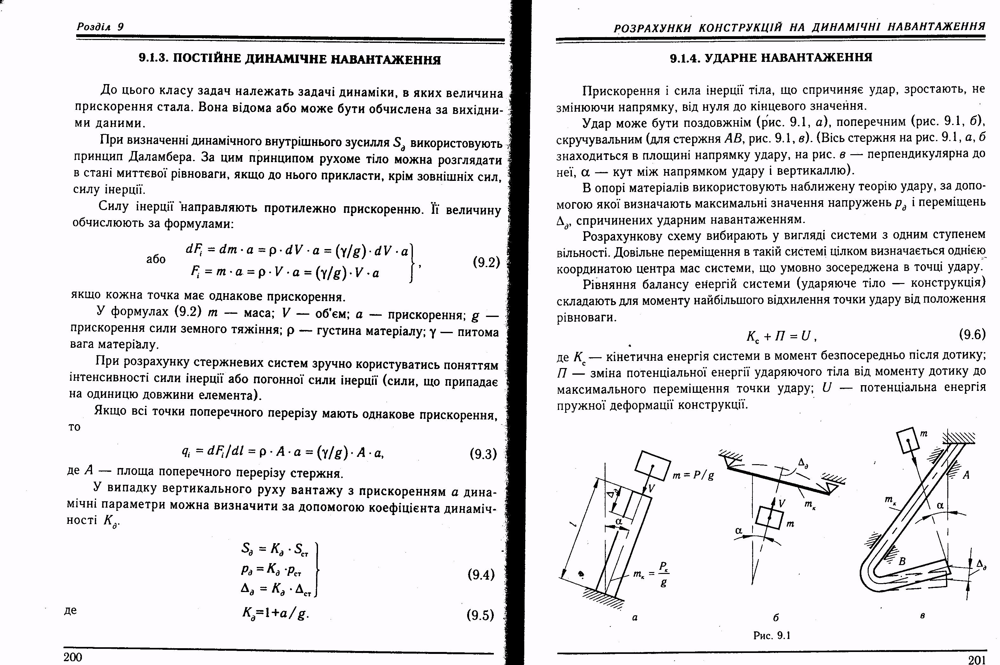 Розділ 9
9.1.3. ПОСТІЙНЕ ДИНАМІЧНЕ НАВАНТАЖЕННЯ
До цього класу задач належать задачі динаміки, в яких величина
прискорення стала. Вона відома або може бути обчислена за вихідни-
ми даними.
При визначенні динамічного внутрішнього зусилля S_д використовують
принцип Даламбера. За цим принципом рухоме тіло можна розглядати
в стані миттєвої рівноваги, якщо до нього прикласти, крім зовнішніх сил,
силу інерції.
Силу інерції направляють протилежно прискоренню. Її величину
обчислюють за формулами:
dF_i = dm · a = ρ · dV · a = (γ/g) · dV · a
або
F_i = m · a = ρ · V · a = (γ/g) · V · a , (9.2)
якщо кожна точка має однакове прискорення.
У формулах (9.2) m — маса; V — об'єм; a — прискорення; g —
прискорення сили земного тяжіння; ρ — густина матеріалу; γ — питома
вага матеріалу.
При розрахунку стержневих систем зручно користуватись поняттям
інтенсивності сили інерції або погонної сили інерції (сили, що припадає
на одиницю довжини елемента).
Якщо всі точки поперечного перерізу мають однакове прискорення,
то
q_i = dF_i/dl = ρ · A · a = (γ/g) · A · a, (9.3)
де A — площа поперечного перерізу стержня.
У випадку вертикального руху вантажу з прискоренням a дина-
мічні параметри можна визначити за допомогою коефіцієнта динаміч-
ності K_д.
S_д = K_д · S_ст
p_д = K_д · p_ст (9.4)
Δ_д = K_д · Δ_ст
де K_д=1+a/g. (9.5)
200
РОЗРАХУНКИ КОНСТРУКЦІЙ НА ДИНАМІЧНІ НАВАНТАЖЕННЯ
9.1.4. УДАРНЕ НАВАНТАЖЕННЯ
Прискорення і сила інерції тіла, що спричиняє удар, зростають, не
змінюючи напрямку, від нуля до кінцевого значення.
Удар може бути поздовжнім (рис. 9.1, а), поперечним (рис. 9.1, б),
скручувальним (для стержня AB, рис. 9.1, в). (Вісь стержня на рис. 9.1, а, б
знаходиться в площині напрямку удару, на рис. в — перпендикулярна до
неї, α — кут між напрямком удару і вертикаллю).
В опорі матеріалів використовують наближену теорію удару, за допо-
могою якої визначають максимальні значення напружень p_д і переміщень
Δ_д, спричинених ударним навантаженням.
Розрахункову схему вибирають у вигляді системи з одним ступенем
вільності. Довільне переміщення в такій системі цілком визначається однією
координатою центра мас системи, що умовно зосереджена в точці удару.
Рівняння балансу енергій системи (ударяюче тіло — конструкція)
складають для моменту найбільшого відхилення точки удару від положення
рівноваги.
K_с + П = U , (9.6)
де K_с — кінетична енергія системи в момент безпосередньо після дотику;
П — зміна потенціальної енергії ударяючого тіла від моменту дотику до
максимального переміщення точки удару; U — потенціальна енергія
пружної деформації конструкції.
m = P/g
V
Δ_д
α
l
m_к = P_к/g
а
Δ_д
V
m_к
m
α
б
m
A
m_к
α
B
Δ_д
в
Рис. 9.1
201